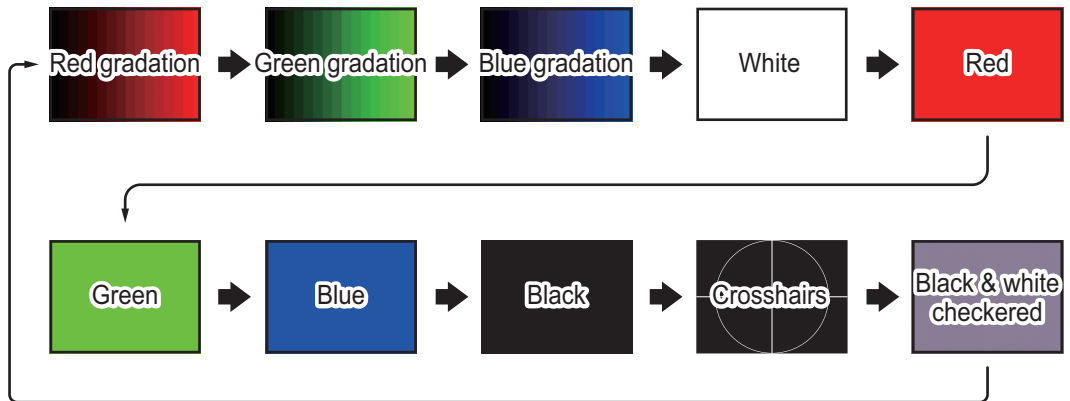 Red gradation
Green gradation
Blue gradation
White
Red
Green
Blue
Black
Crosshairs
Black & white
checkered